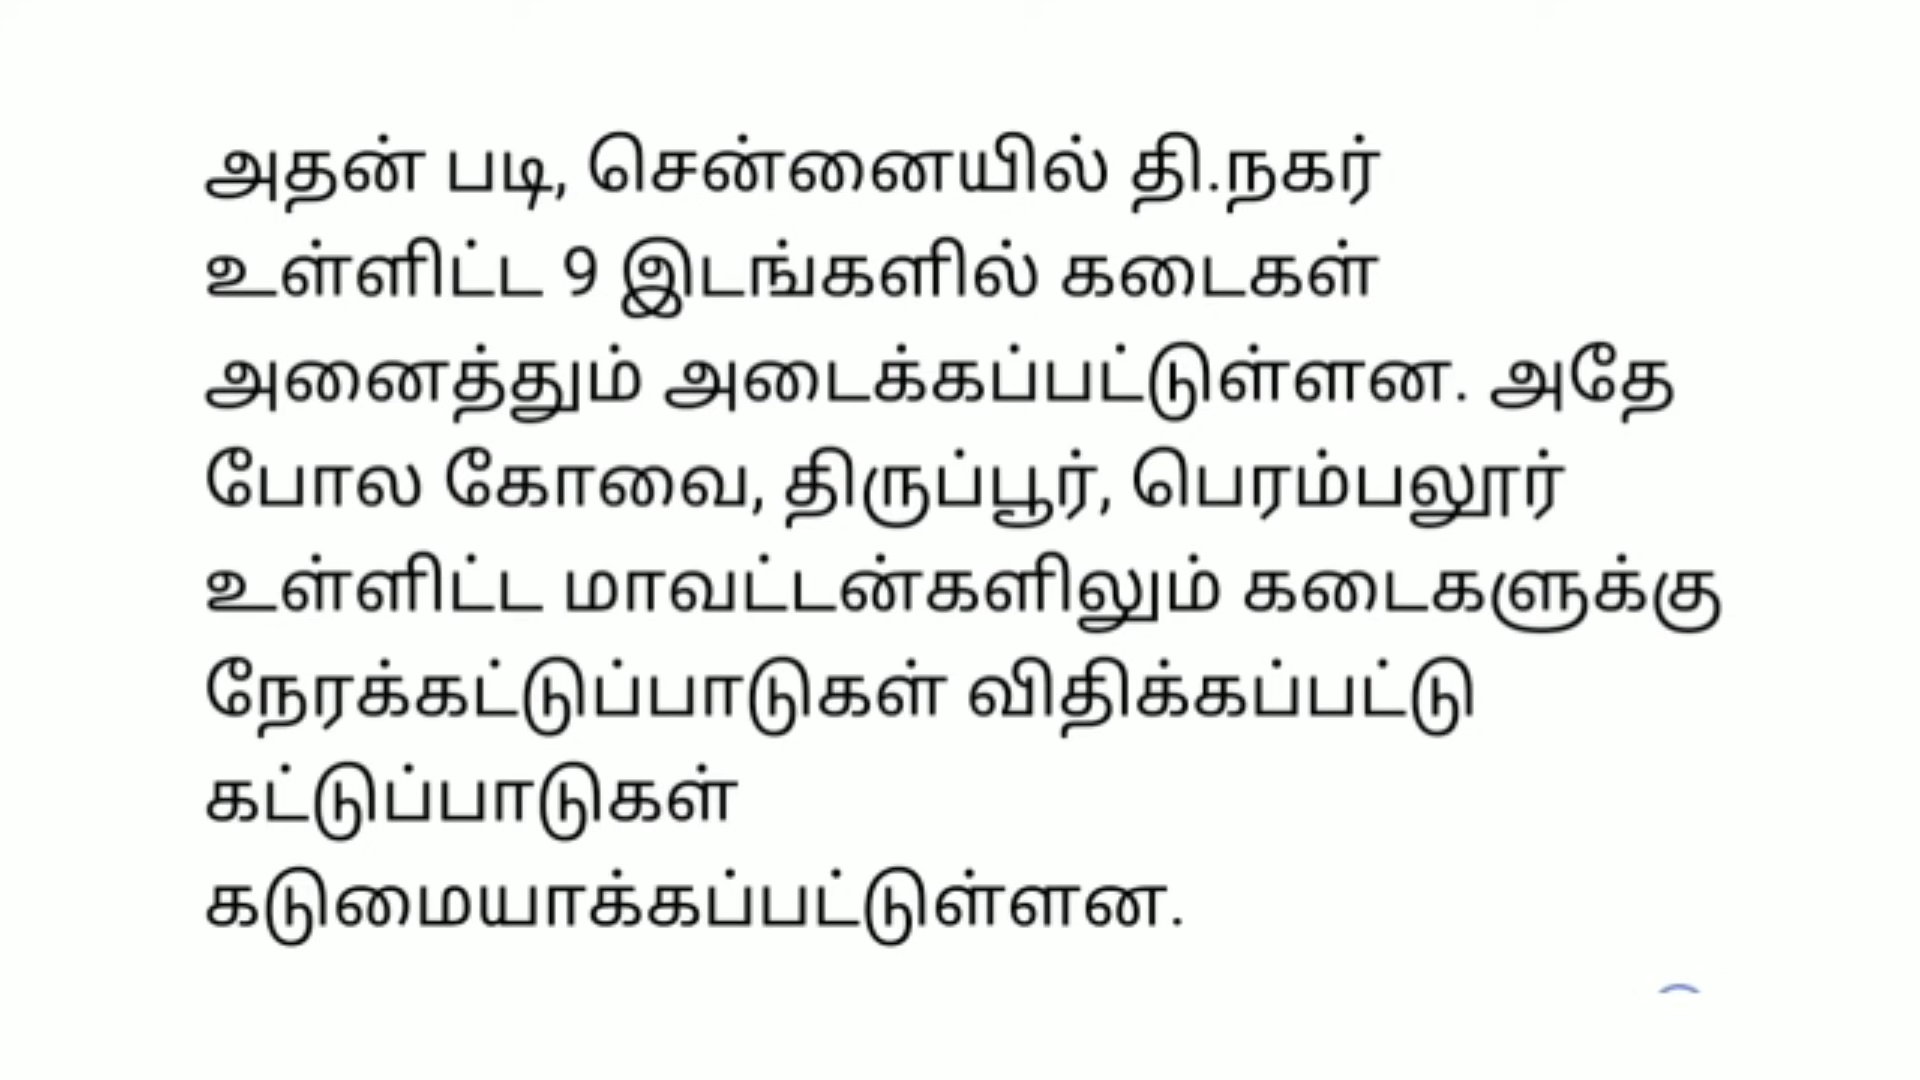 அதன் படி, சென்னையில் தி.நகர்
உள்ளிட்ட 9 இடங்களில் கடைகள்
அனைத்தும் அடைக்கப்பட்டுள்ளன. அதே
போல கோவை, திருப்பூர், பெரம்பலூர்
உள்ளிட்ட மாவட்டன்களிலும் கடைகளுக்கு
நேரக்கட்டுப்பாடுகள் விதிக்கப்பட்டு
கட்டுப்பாடுகள்
கடுமையாக்கப்பட்டுள்ளன.